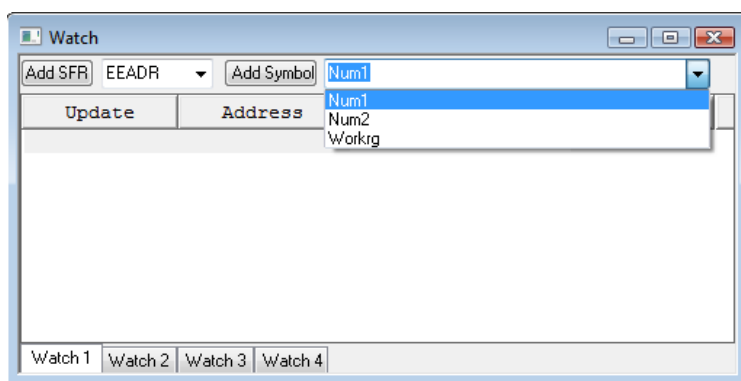 Watch
Add SFR EEADR Add Symbol Num1
Update Address Num1
Num2
Workrg
Watch 1 Watch 2 Watch 3 Watch 4